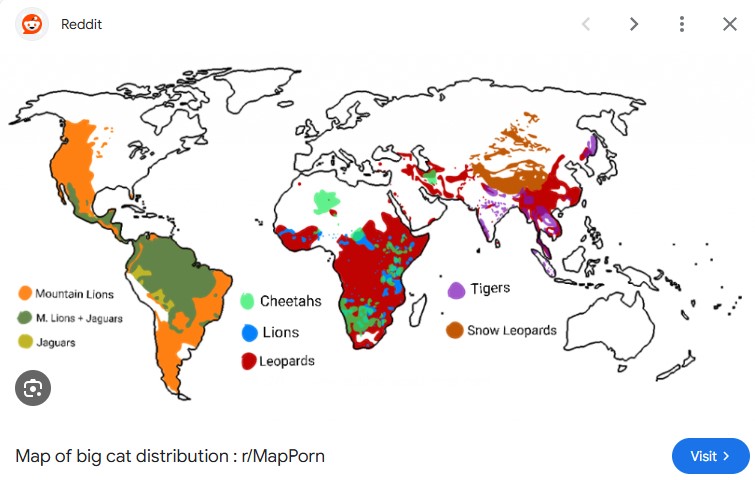 Reddit
Mountain Lions
M. Lions + Jaguars
Jaguars
Cheetahs
Lions
Leopards
Tigers
Snow Leopards
Map of big cat distribution : r/MapPorn
Visit